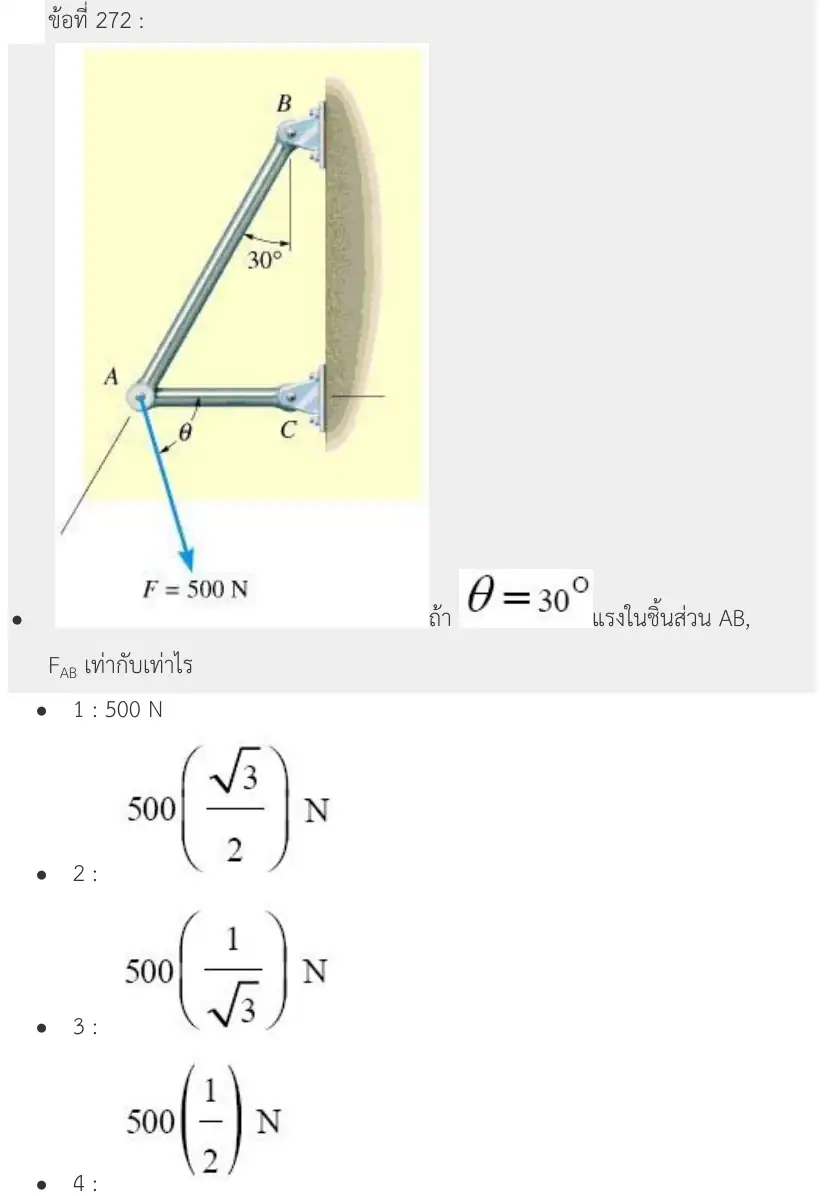 ข้อที่ 272 :
B
30°
A
θ
C
F = 500 N
ถ้า θ = 30° แรงในชิ้นส่วน AB,
F_AB เท่ากับเท่าไร
1 : 500 N
2 : 500(√3/2) N
3 : 500(1/√3) N
4 : 500(1/2) N